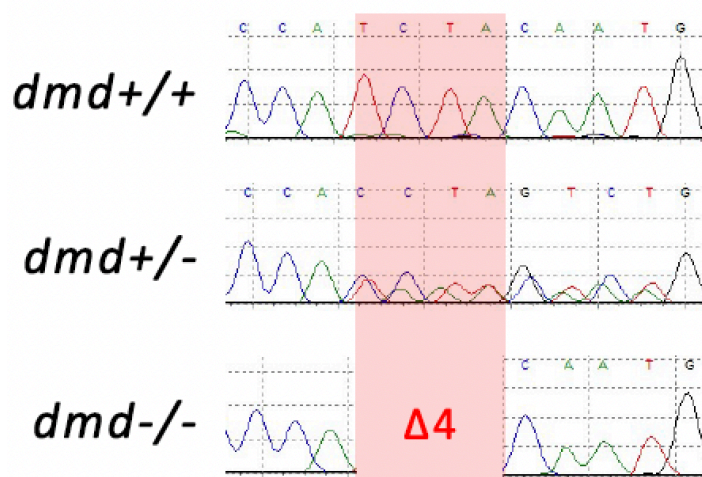 C C A T C T A C A A T G
dmd+/+
C C A C C T A G T C T G
dmd+/-
C A A T G
dmd-/-
Δ4